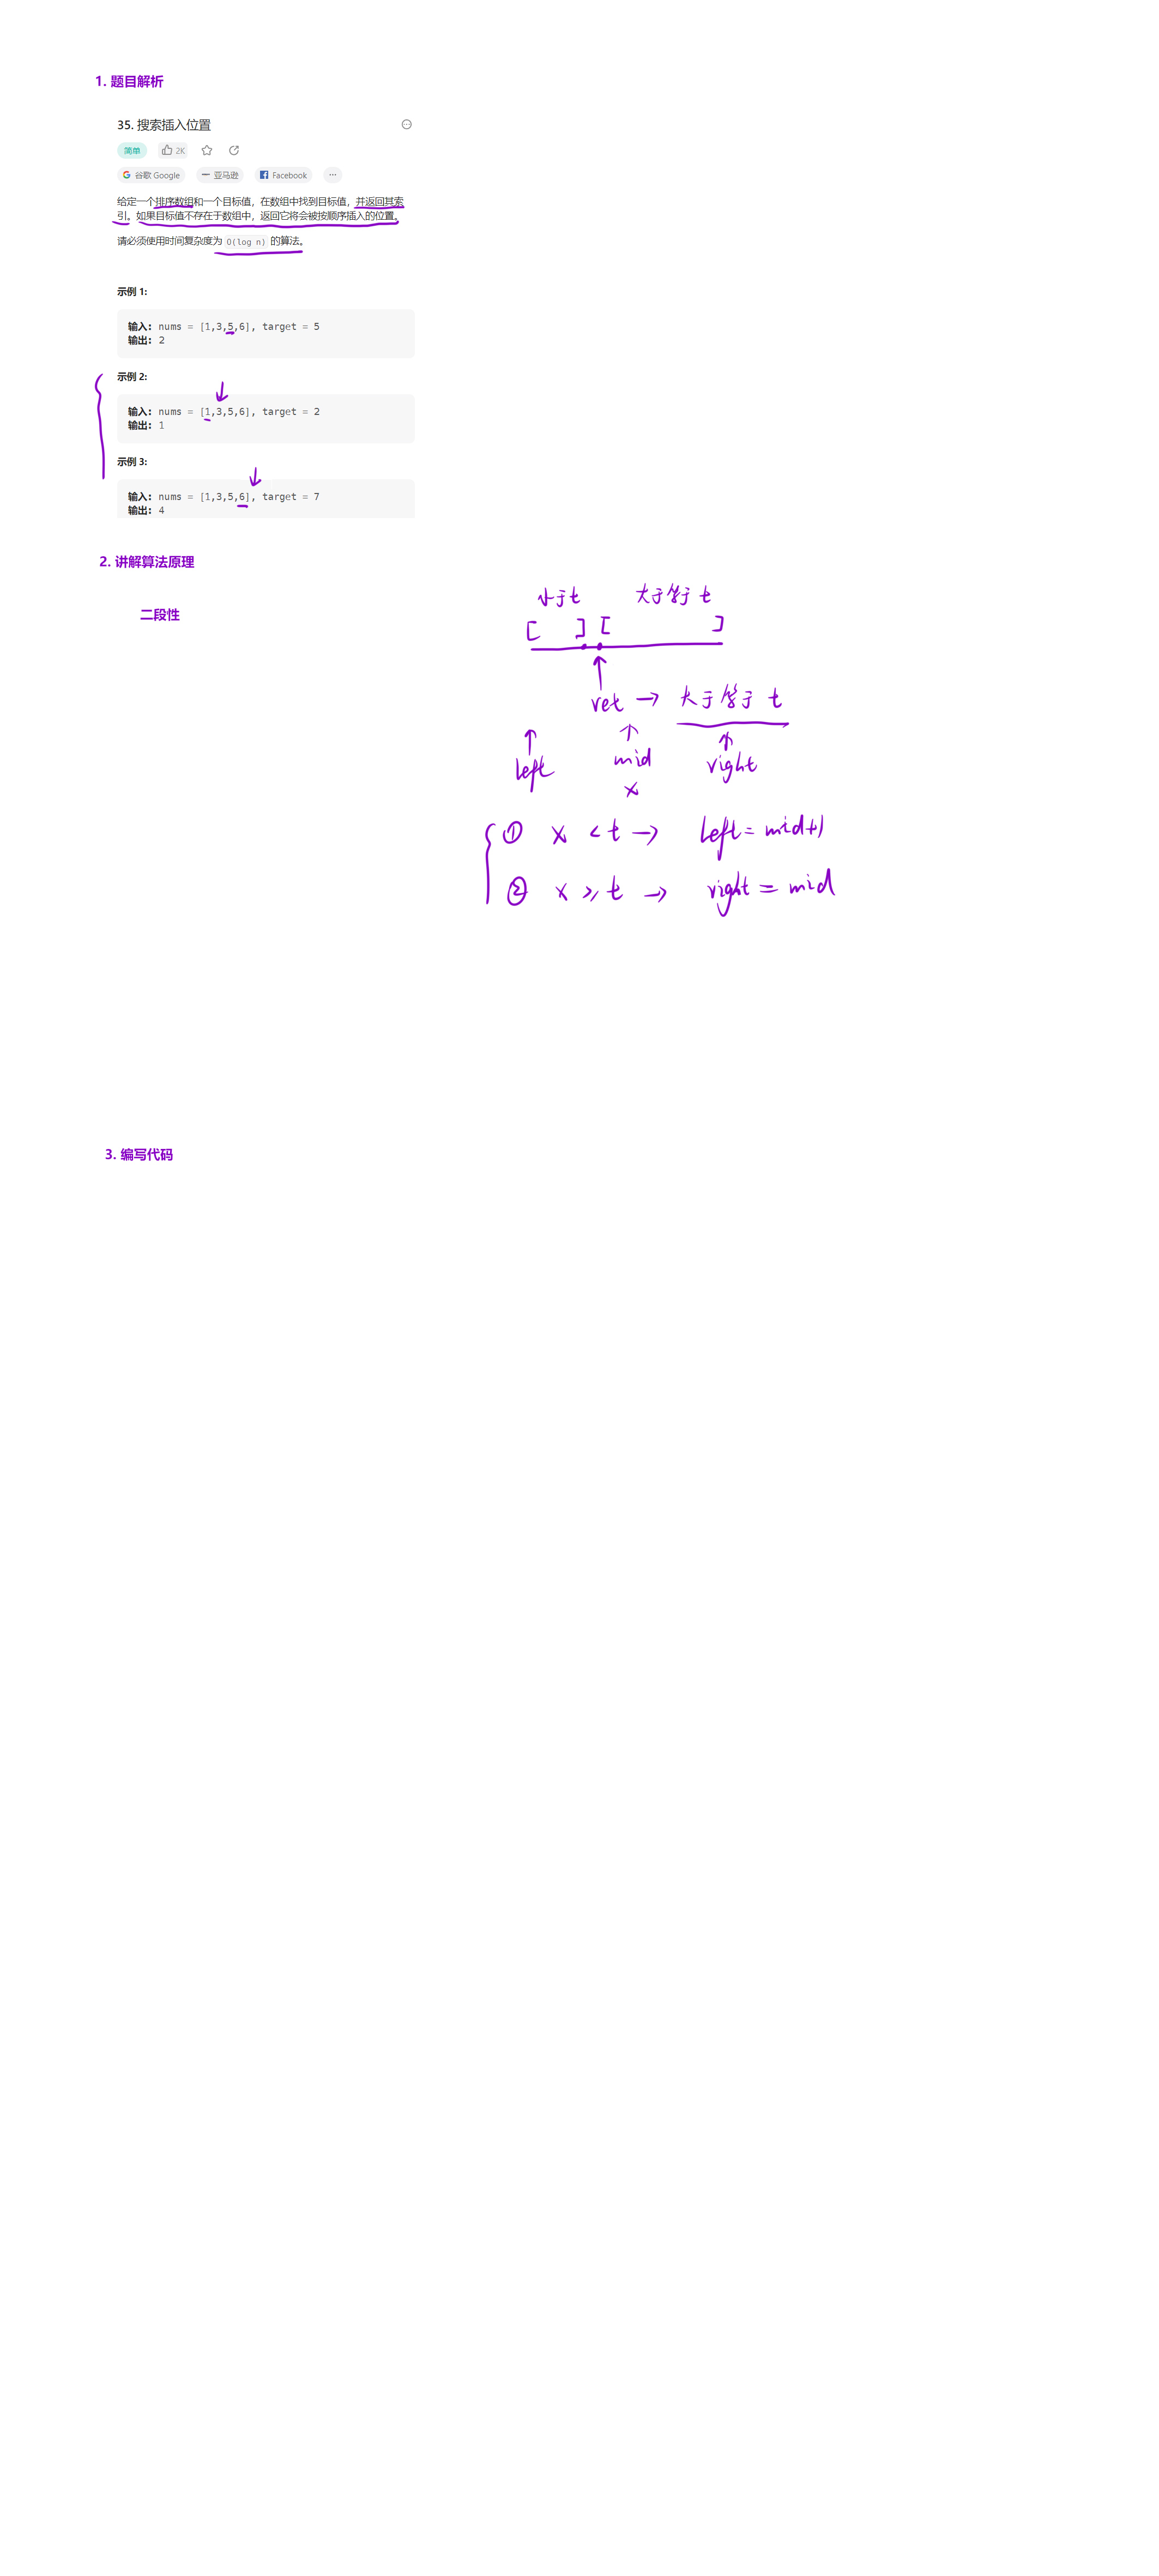 1. 题目解析
35. 搜索插入位置
简单 2K
谷歌 Google 亚马逊 Facebook
给定一个排序数组和一个目标值，在数组中找到目标值，并返回其索
引。如果目标值不存在于数组中，返回它将会被按顺序插入的位置。
请必须使用时间复杂度为 O(log n) 的算法。
示例 1:
输入: nums = [1,3,5,6], target = 5
输出: 2
示例 2:
输入: nums = [1,3,5,6], target = 2
输出: 1
示例 3:
输入: nums = [1,3,5,6], target = 7
输出: 4
2. 讲解算法原理
二段性
小于t 大于等于 t
[ ] [ ]
ret → 大于等于 t
left mid right
x
① x < t → left = mid+1
② x ≥ t → right = mid
3. 编写代码